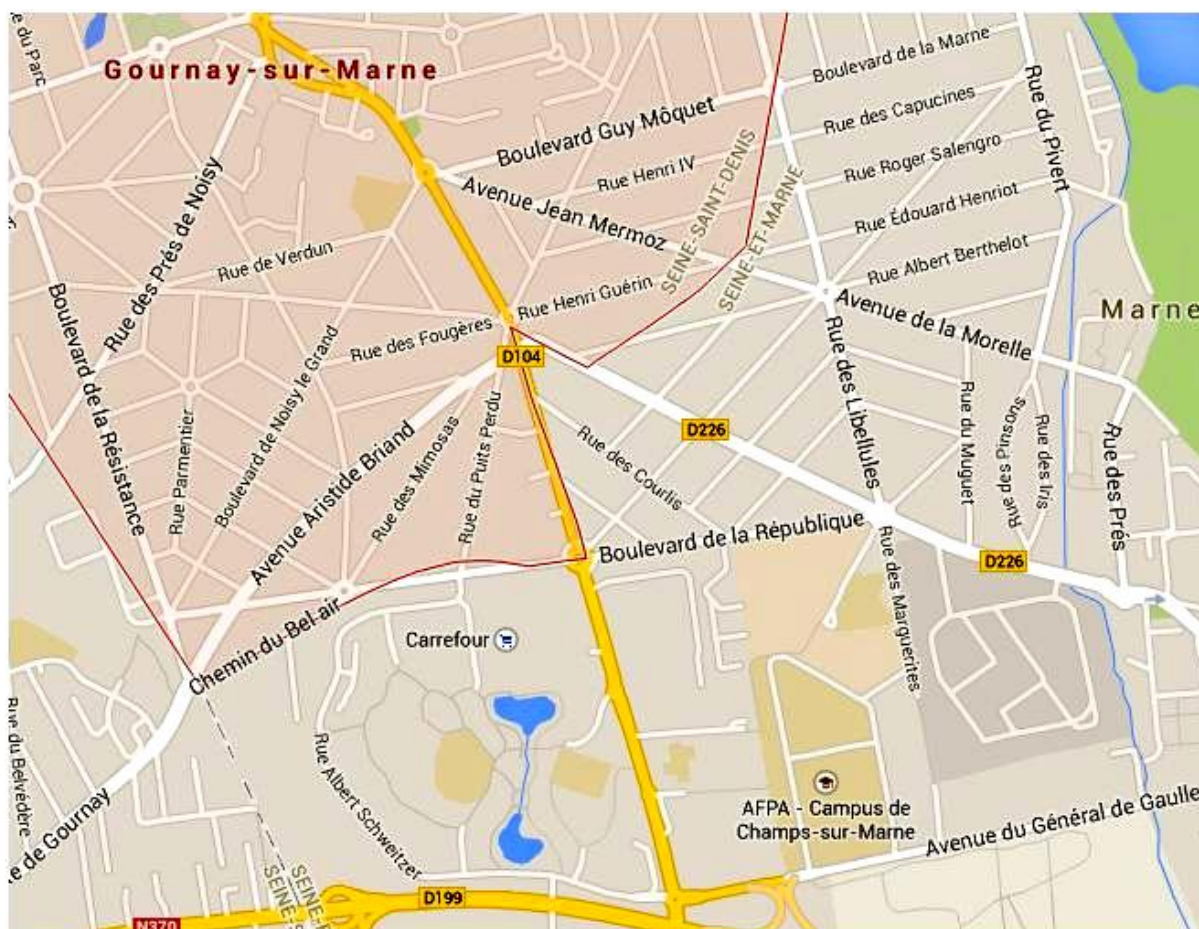 e du Parc
Gournay-sur-Marne
Boulevard de la Marne
Rue du Pivert
Rue des Capucines
Boulevard Guy Môquet
Rue Roger Salengro
Rue Henri IV
SEINE-SAINT-DENIS
SEINE-ET-MARNE
Avenue Jean Mermoz
Rue Édouard Henriot
Rue des Prés de Noisy
Rue de Verdun
Rue Albert Berthelot
Rue Henri Guérin
Avenue de la Morelle
Marne
Boulevard de la Résistance
Rue des Fougères
D104
Boulevard de Noisy le Grand
Rue Parmentier
Avenue Aristide Briand
Rue des Mimosas
Rue du Puits Perdu
Rue des Courlis
D226
Rue des Libellules
Rue du Muguet
Rue des Pinsons
Rue des Iris
Rue des Prés
Boulevard de la République
D226
Rue des Marguerites
Chemin du Bel air
Carrefour
Rue du Belvédère
Rue Albert Schweitzer
AFPA - Campus de
Champs-sur-Marne
Avenue du Général de Gaulle
te de Gournay
D199
N370